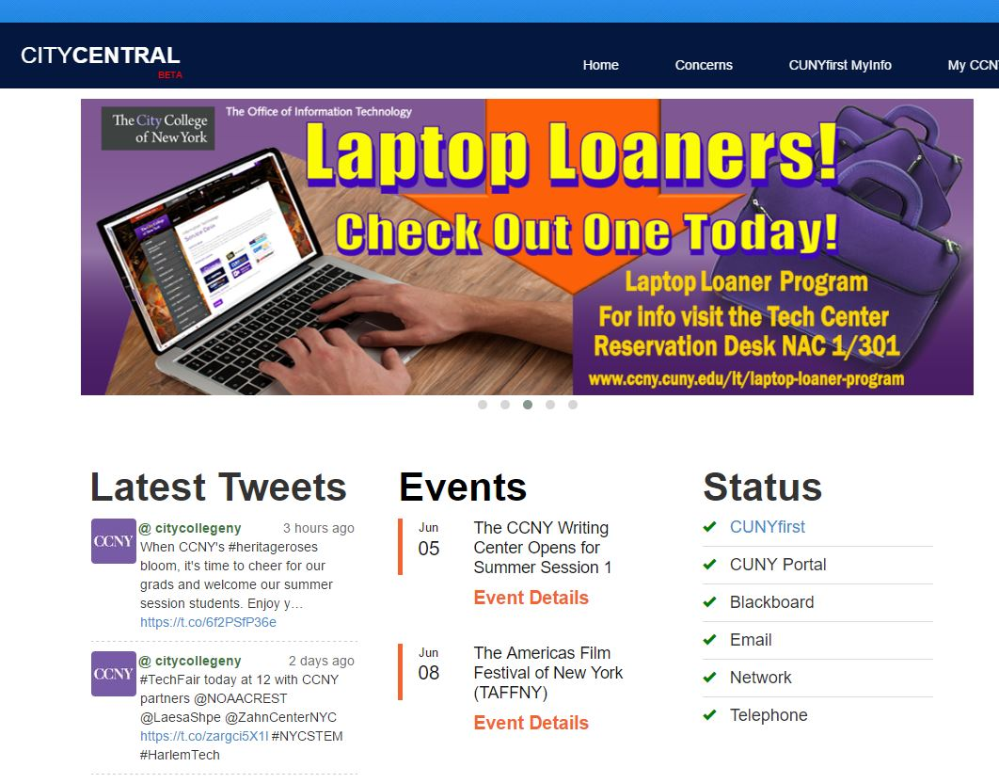 CITYCENTRAL
BETA
Home
Concerns
CUNYfirst MyInfo
My CCN
The City College
of New York
The Office of Information Technology
Laptop Loaners!
Check Out One Today!
Laptop Loaner Program
For info visit the Tech Center
Reservation Desk NAC 1/301
www.ccny.cuny.edu/it/laptop-loaner-program
Service Desk
Latest Tweets
CCNY
@ citycollegeny
3 hours ago
When CCNY's #heritageroses
bloom, it's time to cheer for our
grads and welcome our summer
session students. Enjoy y…
https://t.co/6f2PSfP36e
CCNY
@ citycollegeny
2 days ago
#TechFair today at 12 with CCNY
partners @NOAACREST
@LaesaShpe @ZahnCenterNYC
https://t.co/zargci5X1I #NYCSTEM
#HarlemTech
Events
Jun
05
The CCNY Writing
Center Opens for
Summer Session 1
Event Details
Jun
08
The Americas Film
Festival of New York
(TAFFNY)
Event Details
Status
CUNYfirst
CUNY Portal
Blackboard
Email
Network
Telephone